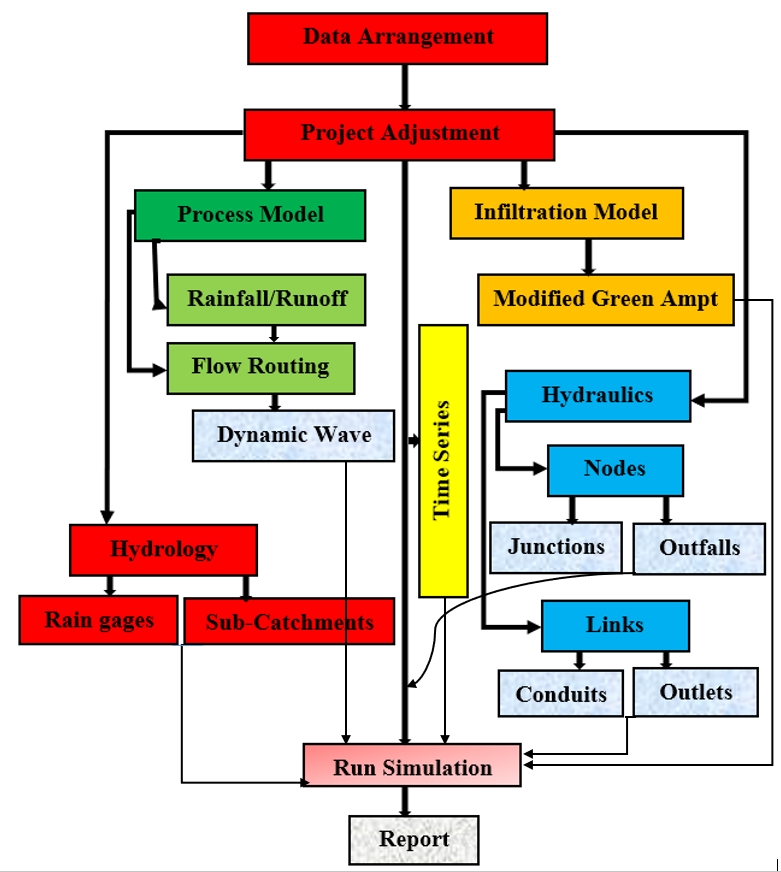 Data Arrangement
Project Adjustment
Process Model
Infiltration Model
Rainfall/Runoff
Modified Green Ampt
Flow Routing
Hydraulics
Dynamic Wave
Time Series
Nodes
Junctions
Outfalls
Hydrology
Rain gages
Sub-Catchments
Links
Conduits
Outlets
Run Simulation
Report